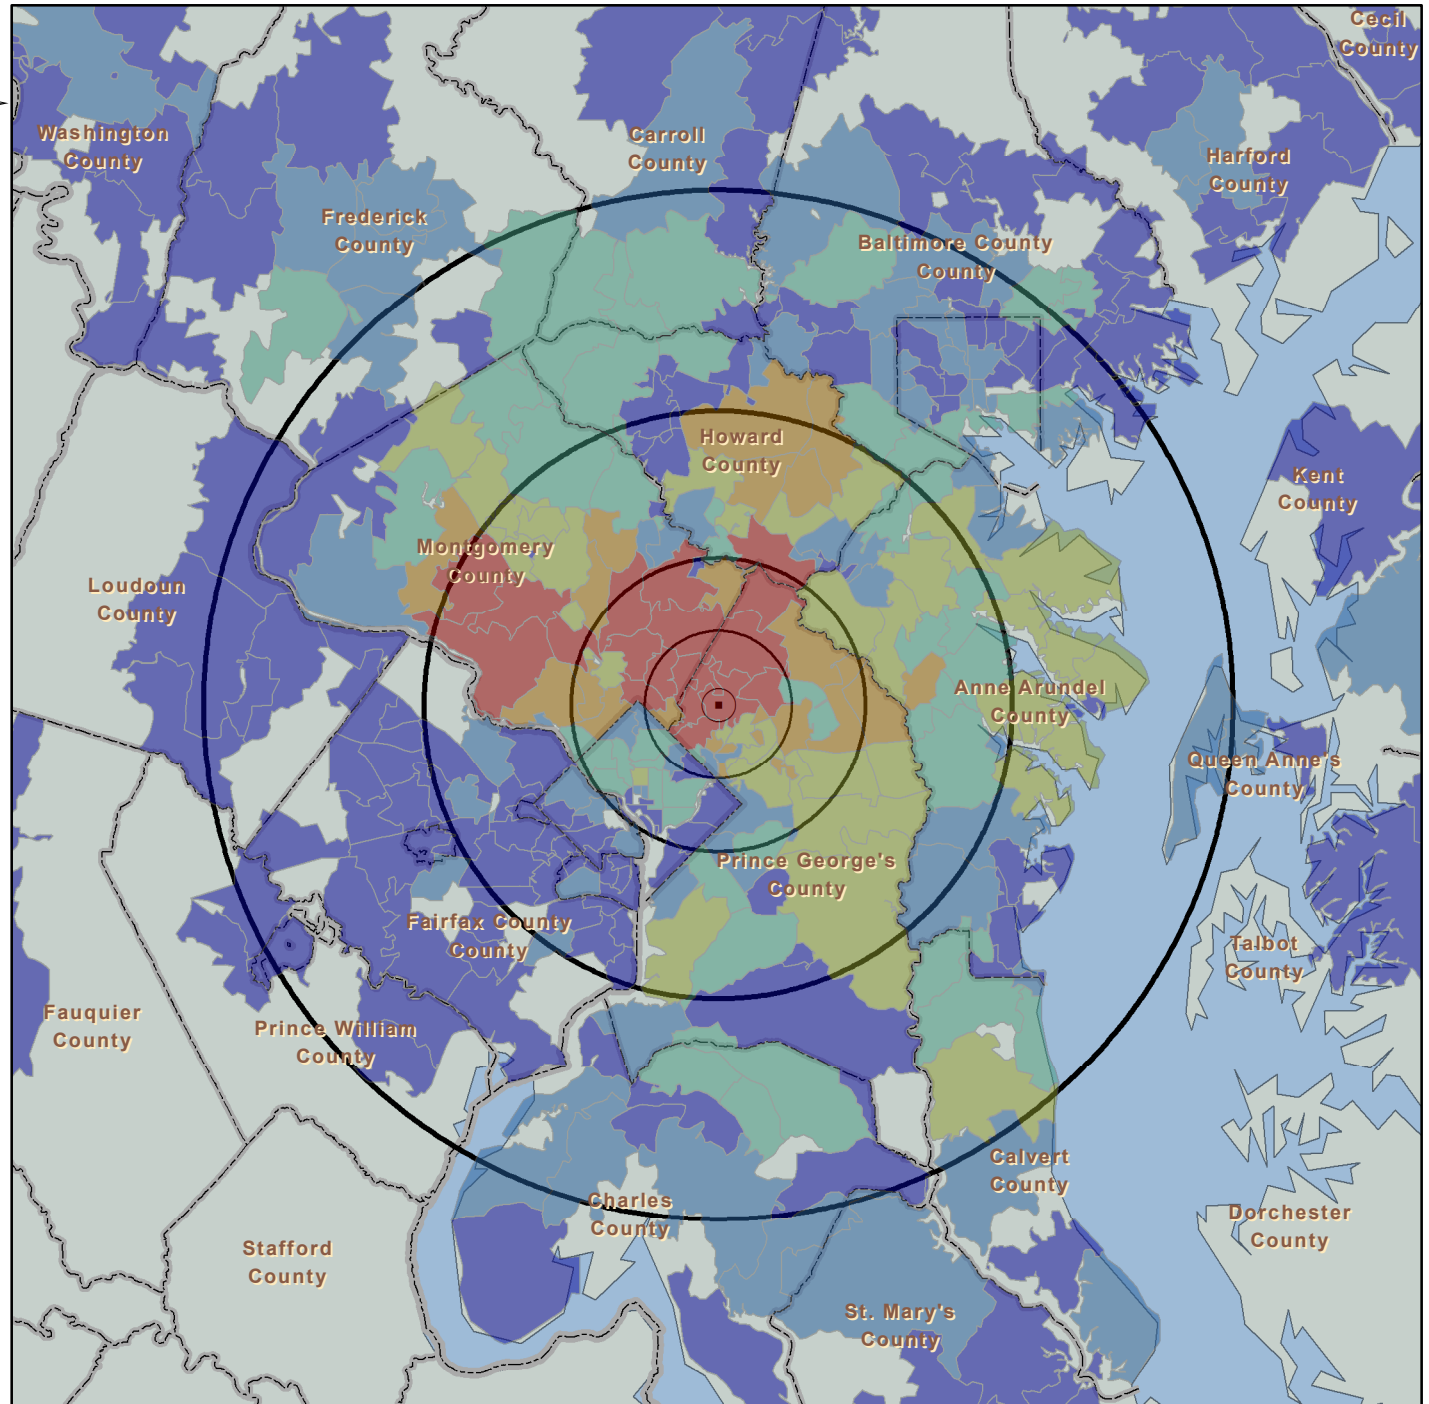 Cecil
County
Washington
County
Carroll
County
Harford
County
Frederick
County
Baltimore County
County
Howard
County
Kent
County
Montgomery
County
Loudoun
County
Anne Arundel
County
Queen Anne's
County
Prince George's
County
Fairfax County
County
Talbot
County
Fauquier
County
Prince William
County
Calvert
County
Charles
County
Dorchester
County
Stafford
County
St. Mary's
County